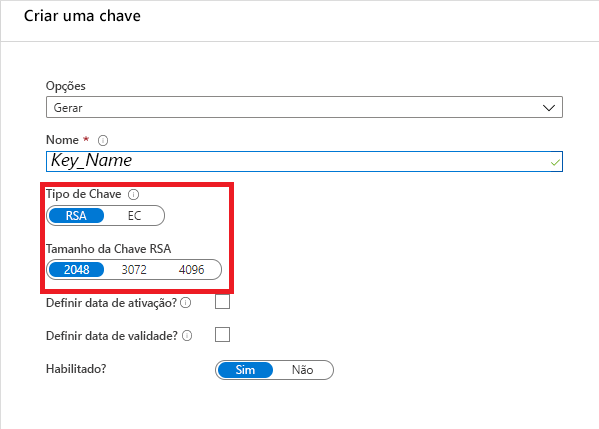 Criar uma chave
Opções
Gerar
Nome *
Key_Name
Tipo de Chave
RSA EC
Tamanho da Chave RSA
2048 3072 4096
Definir data de ativação?
Definir data de validade?
Habilitado? Sim Não